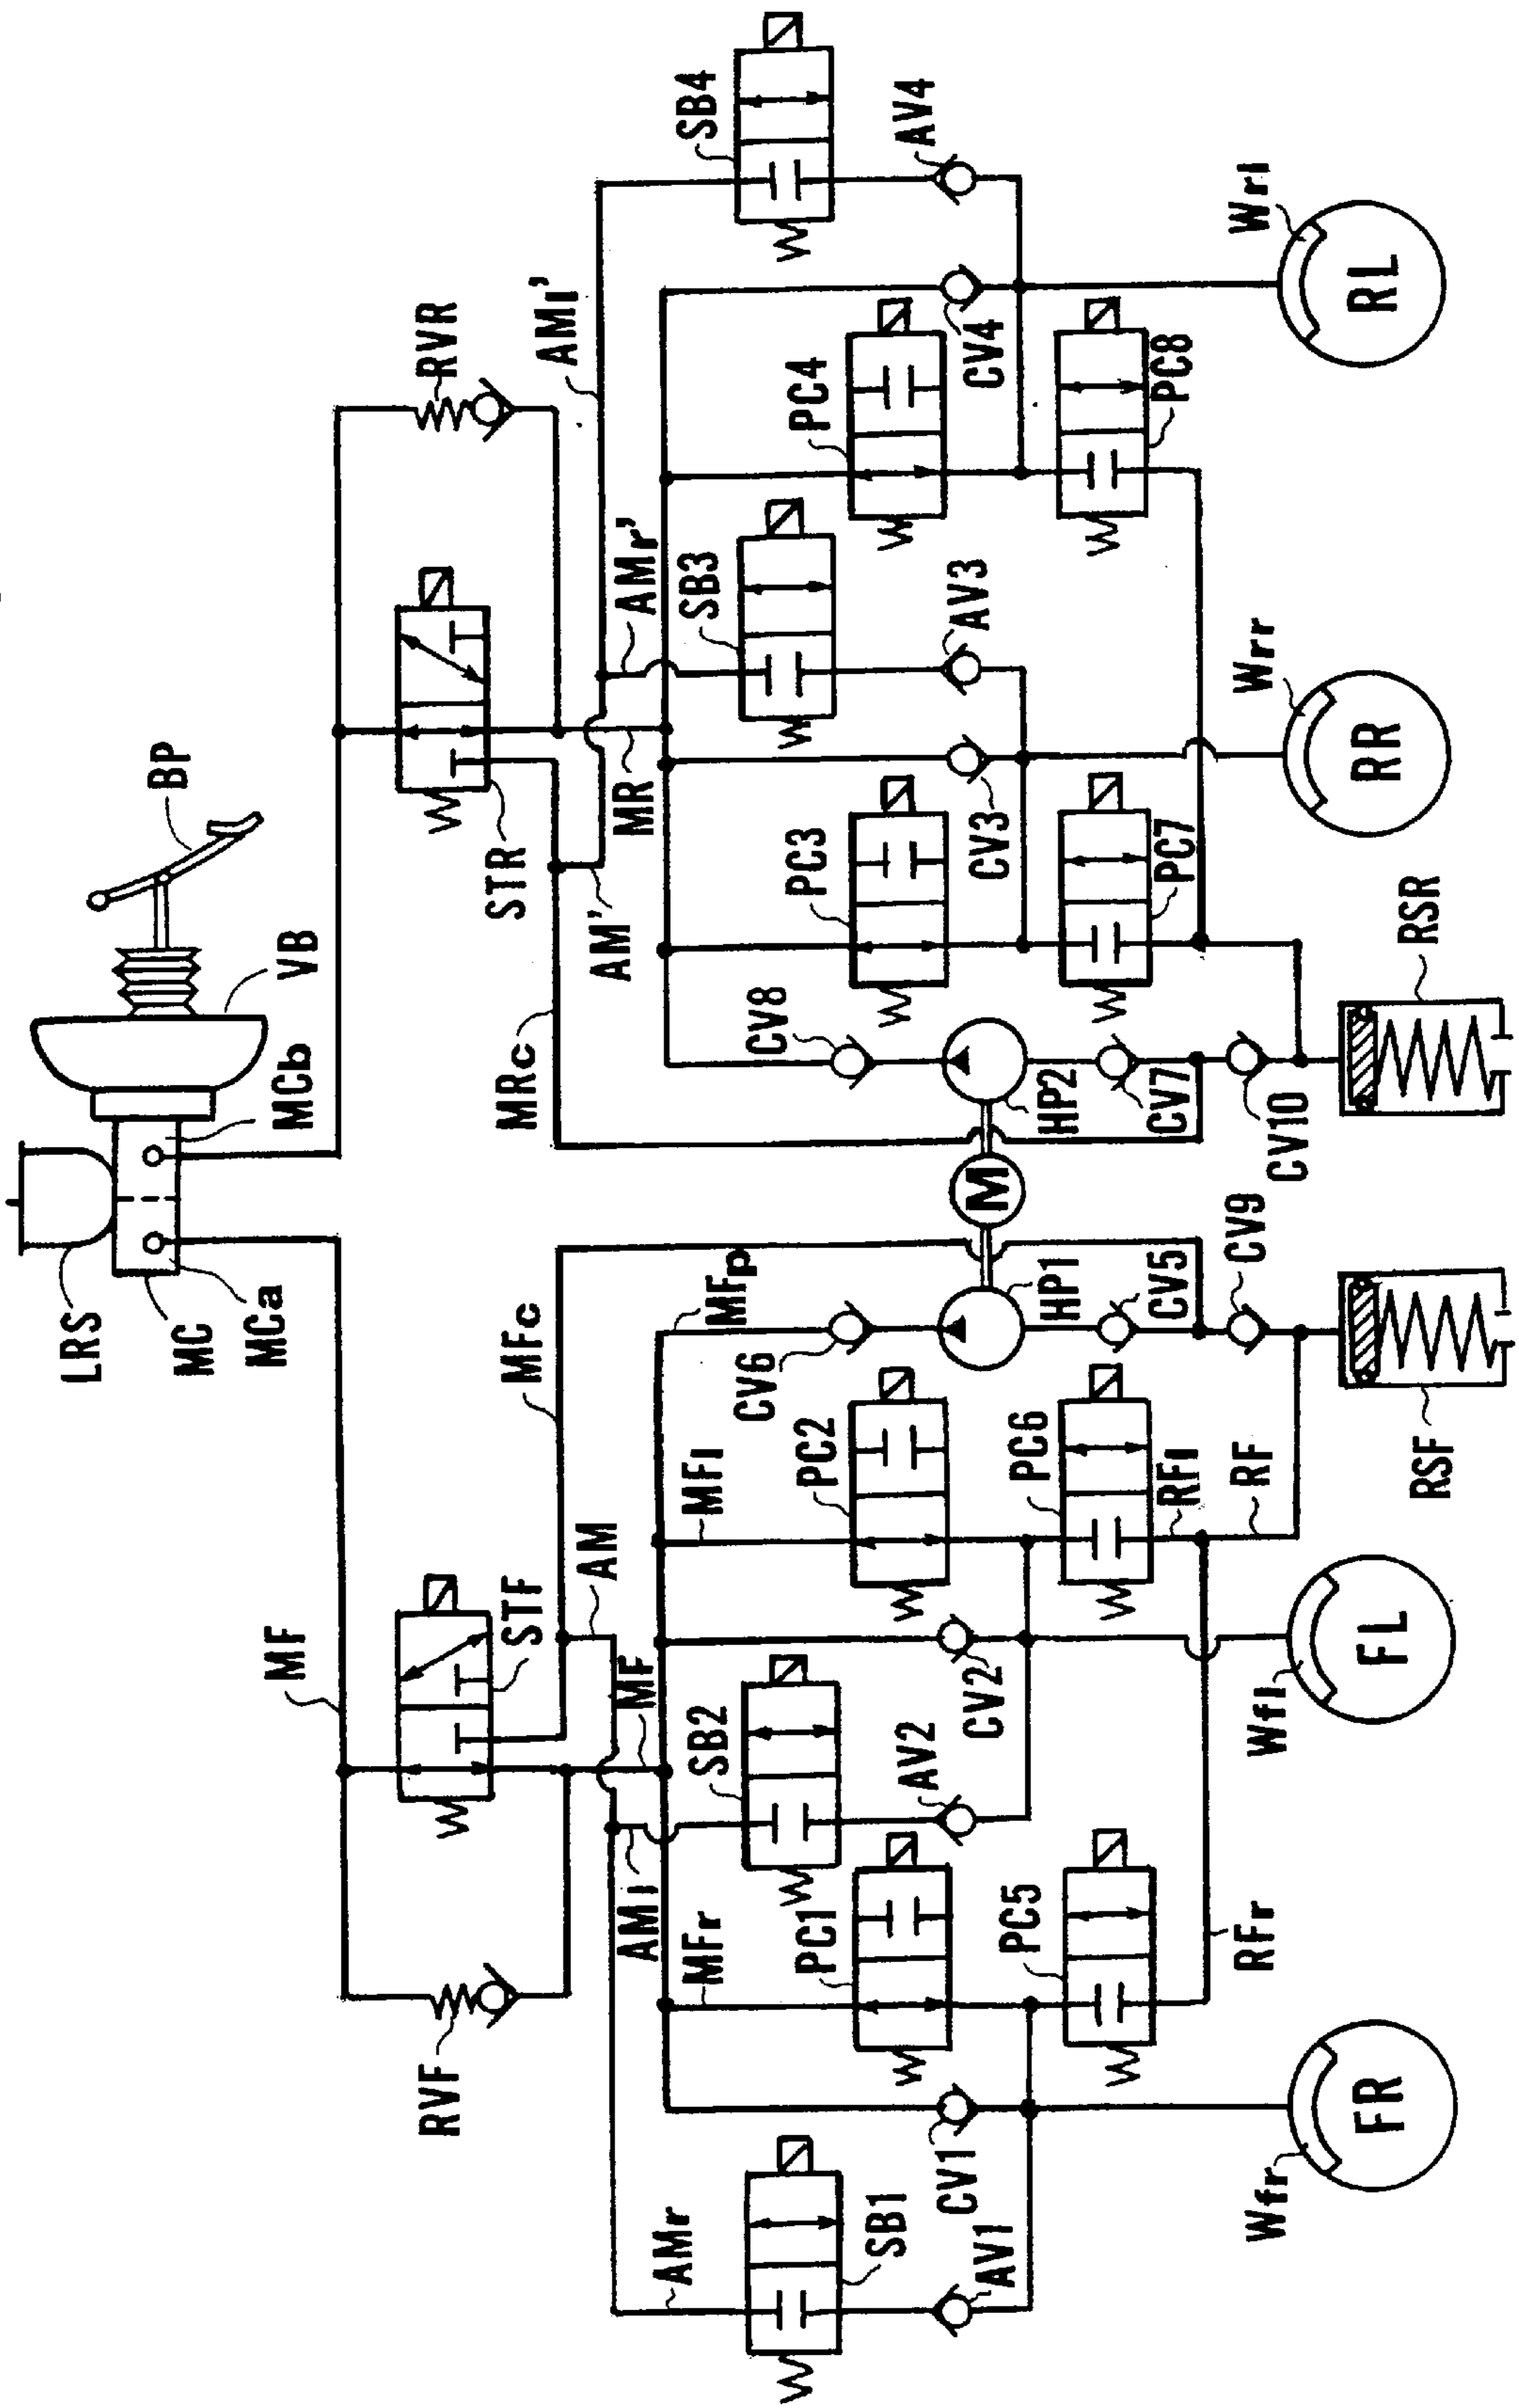 BP
VB
LRS
MC
MCa
MCb
MF
STF
RVF
MFc
AM
MF
AMl
AMr
MFr
MFl
MFp
SB1
SB2
PC1
PC2
PC5
PC6
CV1
CV2
AV1
AV2
CV6
HP1
CV5
CV9
RFr
RFl
RF
RSF
Wfr
FR
Wfl
FL
M
STR
RVR
MRc
AM'
MR
AMr'
AMl'
SB3
SB4
PC3
PC4
PC7
PC8
CV3
CV4
AV3
AV4
CV8
HP2
CV7
CV10
RSR
Wrr
RR
Wrl
RL